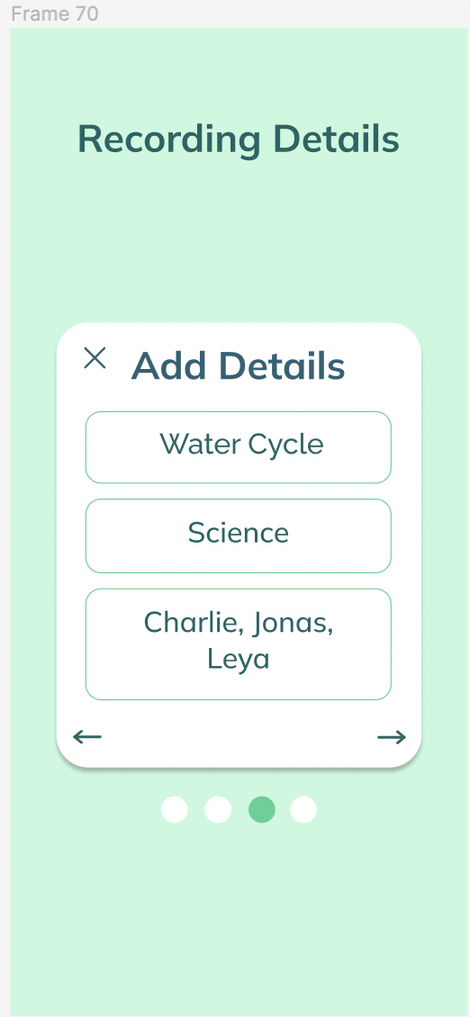 Frame 70
Recording Details
Add Details
Water Cycle
Science
Charlie, Jonas,
Leya